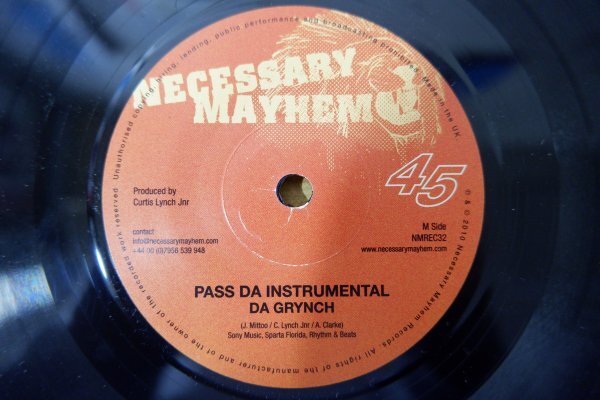 Unauthorised copying, hiring, lending, public performance and broadcasting prohibited. Made in the UK
NECESSARY
MAYHEM
45
Produced by
Curtis Lynch Jnr
M Side
NMREC32
www.necessarymayhem.com
contact
info@necessarymayhem.com
+44 00 (0)7956 539 948
PASS DA INSTRUMENTAL
DA GRYNCH
(J. Mittoo / C. Lynch Jnr / A. Clarke)
Sony Music, Sparta Florida, Rhythm & Beats
℗ & © 2010 Necessary Mayhem Records. All rights of the manufacturer and of the owner of the recorded work reserved.